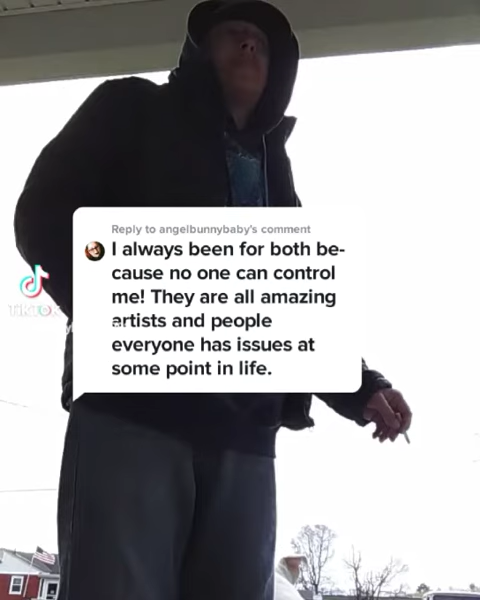 Reply to angelbunnybaby's comment
I always been for both be-
cause no one can control
me! They are all amazing
artists and people
everyone has issues at
some point in life.
TikTok